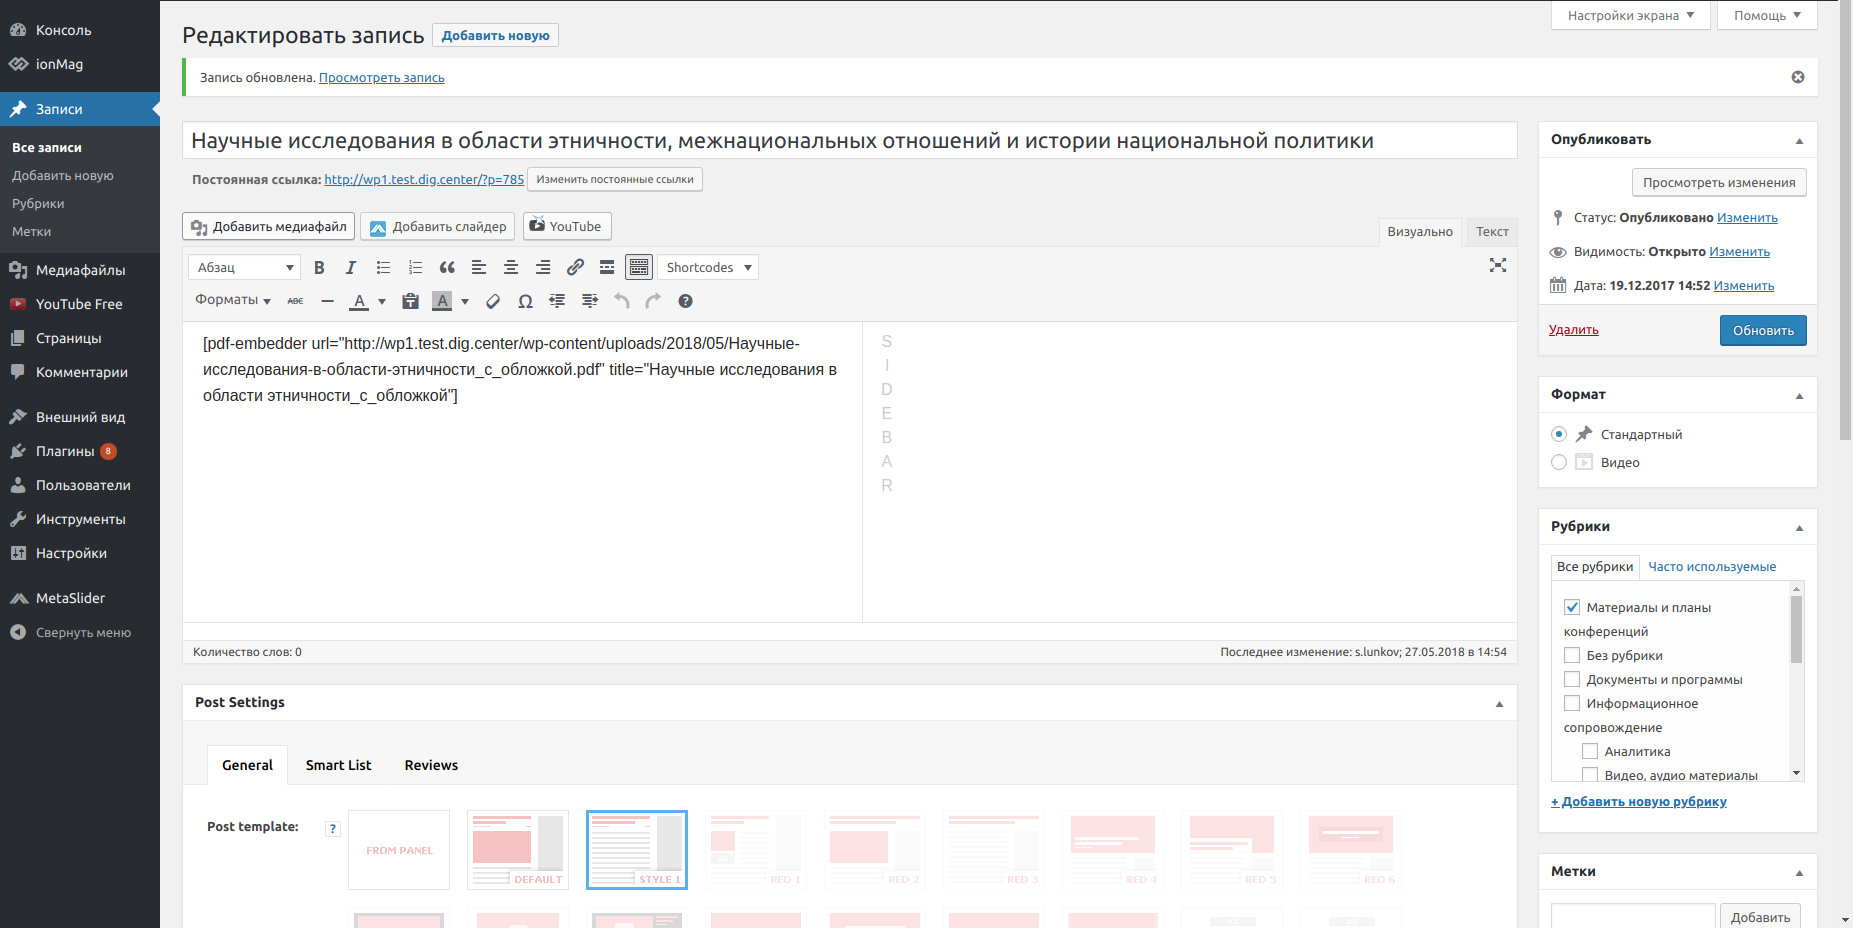 Консоль
ionMag
Записи
Все записи
Добавить новую
Рубрики
Метки
Медиафайлы
YouTube Free
Страницы
Комментарии
Внешний вид
Плагины 8
Пользователи
Инструменты
Настройки
MetaSlider
Свернуть меню
Настройки экрана
Помощь
Редактировать запись Добавить новую
Запись обновлена. Просмотреть запись
Научные исследования в области этничности, межнациональных отношений и истории национальной политики
Постоянная ссылка: http://wp1.test.dig.center/?p=785 Изменить постоянные ссылки
Добавить медиафайл Добавить слайдер YouTube
Визуально Текст
Абзац B I Shortcodes
Форматы ABC A A Ω ?
[pdf-embedder url="http://wp1.test.dig.center/wp-content/uploads/2018/05/Научные-
исследования-в-области-этничности_с_обложкой.pdf" title="Научные исследования в
области этничности_с_обложкой"]
S
I
D
E
B
A
R
Количество слов: 0
Последнее изменение: s.lunkov; 27.05.2018 в 14:54
Post Settings
General Smart List Reviews
Post template: ?
FROM PANEL
DEFAULT
STYLE 1
RED 1
RED 2
RED 3
RED 4
RED 5
RED 6
Опубликовать
Просмотреть изменения
Статус: Опубликовано Изменить
Видимость: Открыто Изменить
Дата: 19.12.2017 14:52 Изменить
Удалить Обновить
Формат
Стандартный
Видео
Рубрики
Все рубрики Часто используемые
Материалы и планы
конференций
Без рубрики
Документы и программы
Информационное
сопровождение
Аналитика
Видео, аудио материалы
+ Добавить новую рубрику
Метки
Добавить